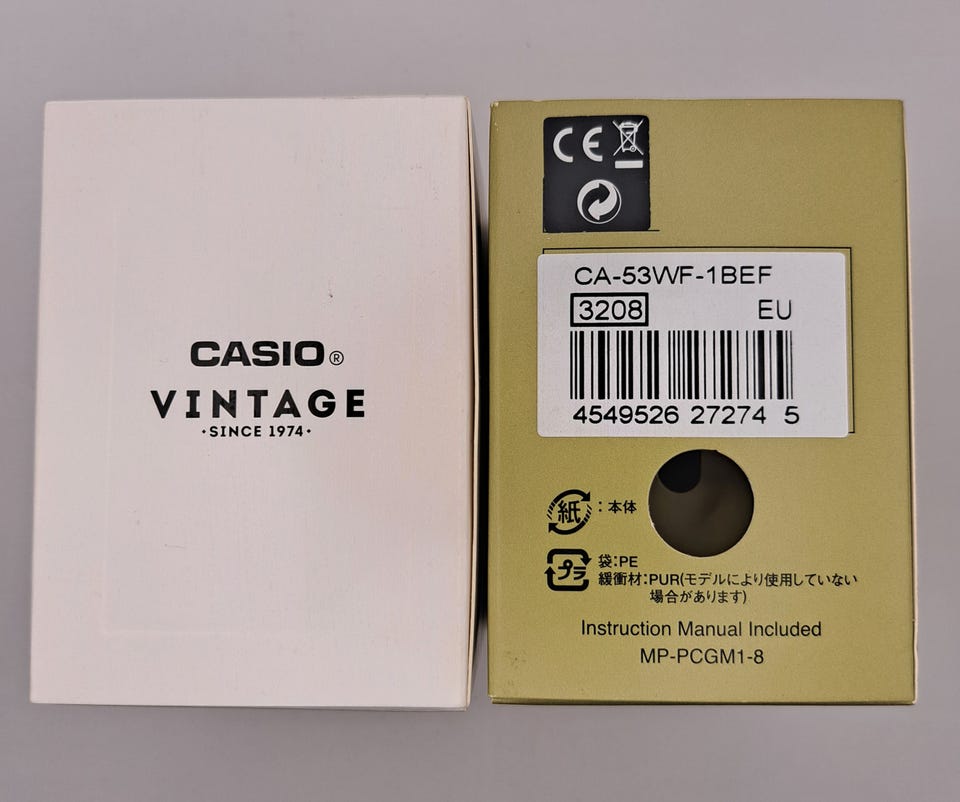 CASIO®
VINTAGE
·SINCE 1974·
CE
CA-53WF-1BEF
3208 EU
4549526 27274 5
紙:本体
プラ 袋:PE
緩衝材:PUR(モデルにより使用していない
場合があります)
Instruction Manual Included
MP-PCGM1-8